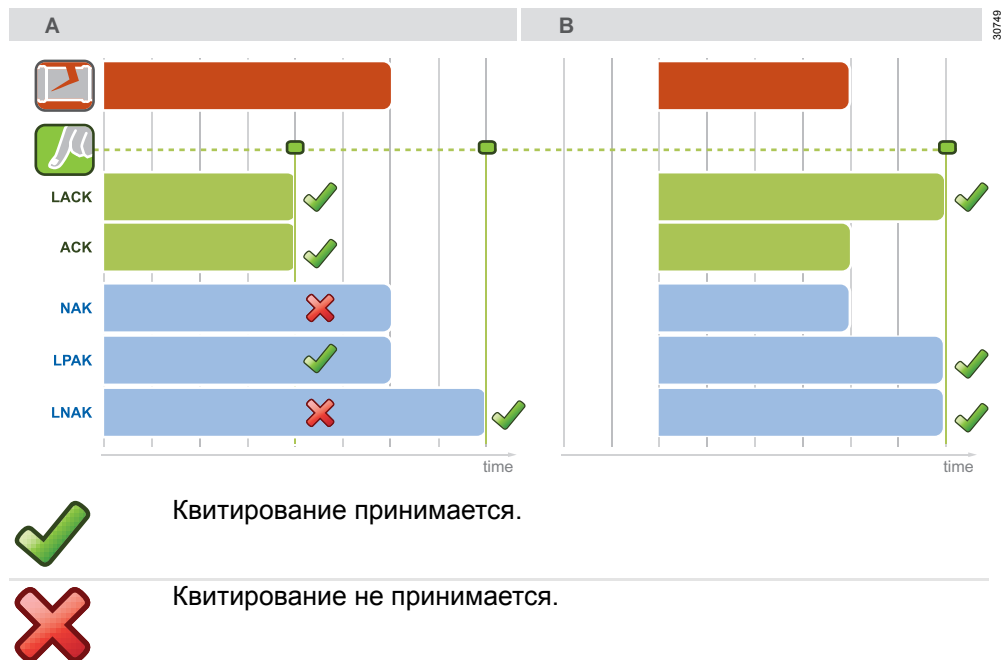 A B
30749
LACK
ACK
NAK
LPAK
LNAK
time time
Квитирование принимается.
Квитирование не принимается.